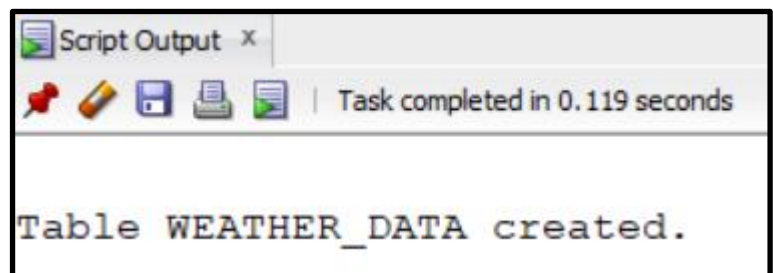 Script Output x
Task completed in 0.119 seconds
Table WEATHER_DATA created.